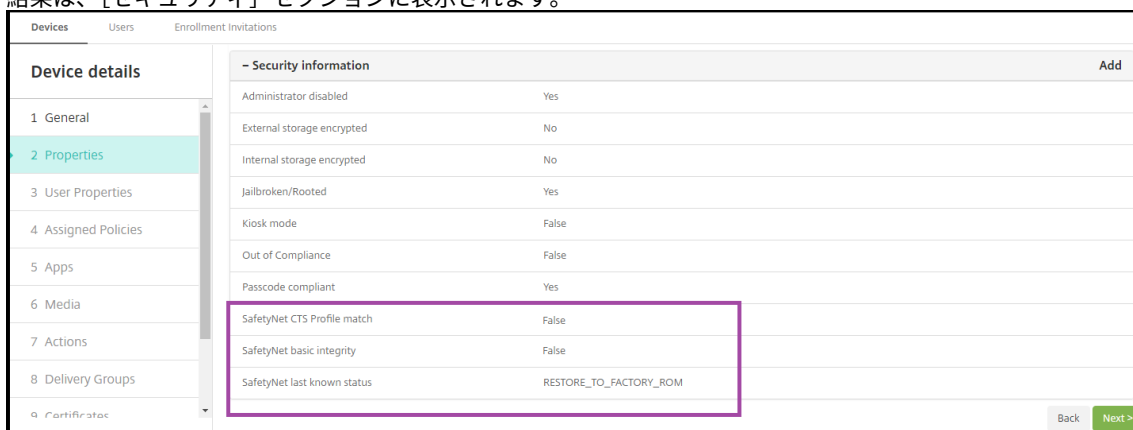 結果は、[セキュリティ] セクションに表示されます。
Devices Users Enrollment Invitations
Device details
1 General
2 Properties
3 User Properties
4 Assigned Policies
5 Apps
6 Media
7 Actions
8 Delivery Groups
9 Certificates
– Security information Add
Administrator disabled Yes
External storage encrypted No
Internal storage encrypted No
Jailbroken/Rooted Yes
Kiosk mode False
Out of Compliance False
Passcode compliant Yes
SafetyNet CTS Profile match False
SafetyNet basic integrity False
SafetyNet last known status RESTORE_TO_FACTORY_ROM
Back Next >